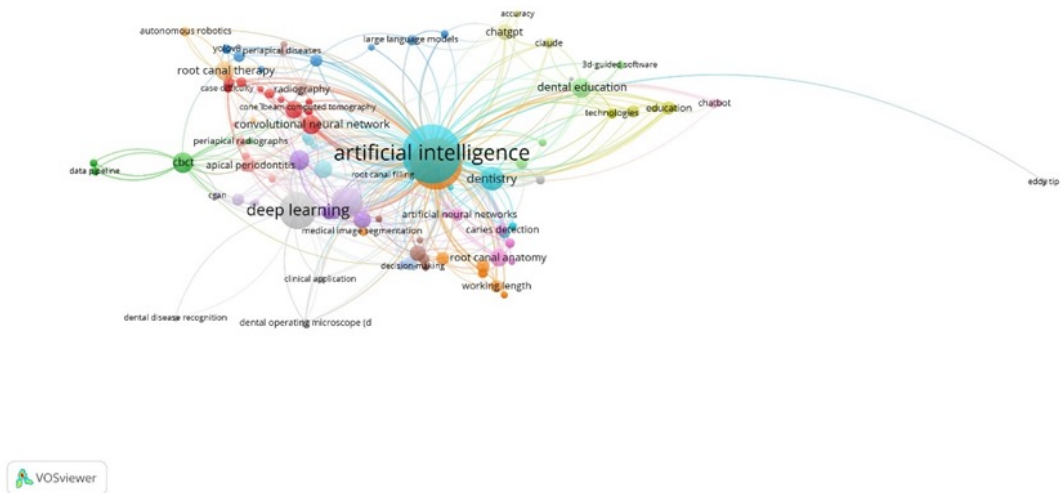 accuracy
autonomous robotics
chatgpt
large language models
claude
yolov8
periapical diseases
3d-guided software
root canal therapy
case difficulty
radiography
dental education
cone beam computed tomography
technologies
education
chatbot
convolutional neural network
periapical radiographs
artificial intelligence
cbct
apical periodontitis
data pipeline
root canal filling
dentistry
eddy tip
cgan
deep learning
artificial neural networks
medical image segmentation
caries detection
root canal anatomy
decision-making
clinical application
working length
dental disease recognition
dental operating microscope (d
VOSviewer